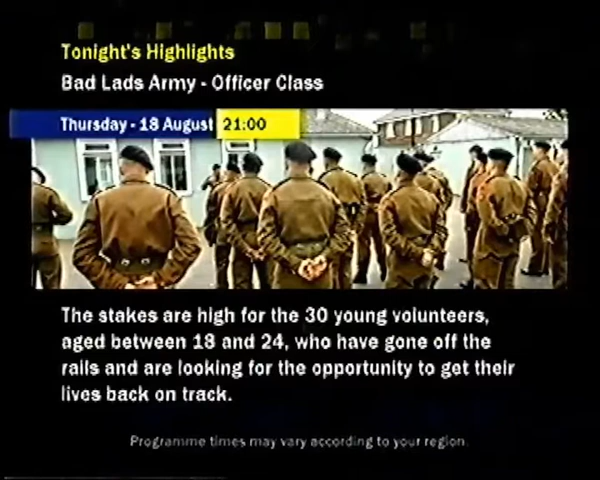 Tonight's Highlights
Bad Lads Army - Officer Class
Thursday - 18 August 21:00
The stakes are high for the 30 young volunteers,
aged between 18 and 24, who have gone off the
rails and are looking for the opportunity to get their
lives back on track.
Programme times may vary according to your region.